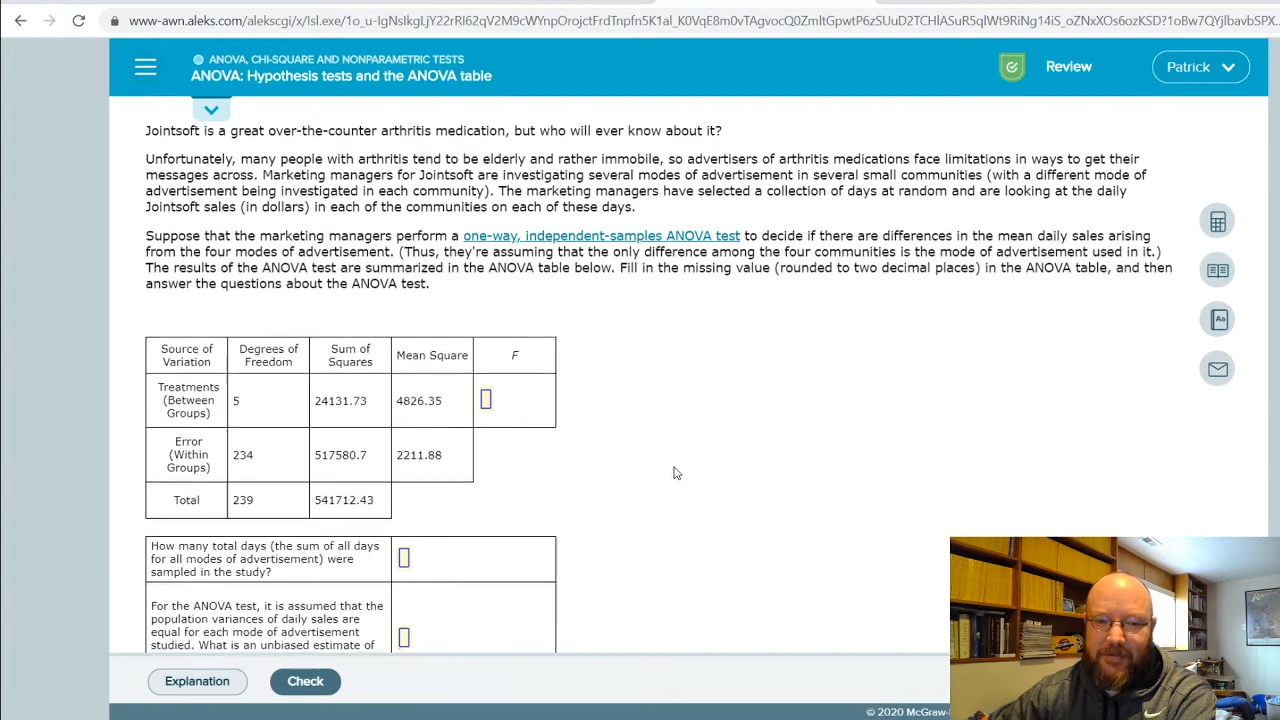 www-awn.aleks.com/alekscgi/x/Isl.exe/
ANOVA, CHI-SQUARE AND NONPARAMETRIC TESTS
ANOVA: Hypothesis tests and the ANOVA table
Review
Patrick
Jointsoft is a great over-the-counter arthritis medication, but who will ever know about it?
Unfortunately, many people with arthritis tend to be elderly and rather immobile, so advertisers of arthritis medications face limitations in ways to get their
messages across. Marketing managers for Jointsoft are investigating several modes of advertisement in several small communities (with a different mode of
advertisement being investigated in each community). The marketing managers have selected a collection of days at random and are looking at the daily
Jointsoft sales (in dollars) in each of the communities on each of these days.
Suppose that the marketing managers perform a one-way, independent-samples ANOVA test to decide if there are differences in the mean daily sales arising
from the four modes of advertisement. (Thus, they're assuming that the only difference among the four communities is the mode of advertisement used in it.)
The results of the ANOVA test are summarized in the ANOVA table below. Fill in the missing value (rounded to two decimal places) in the ANOVA table, and then
answer the questions about the ANOVA test.
Source of Variation Degrees of Freedom Sum of Squares Mean Square F
Treatments (Between Groups) 5 24131.73 4826.35
Error (Within Groups) 234 517580.7 2211.88
Total 239 541712.43
How many total days (the sum of all days
for all modes of advertisement) were
sampled in the study?
For the ANOVA test, it is assumed that the
population variances of daily sales are
equal for each mode of advertisement
studied. What is an unbiased estimate of
Aa
Explanation
Check
© 2020 McGraw-